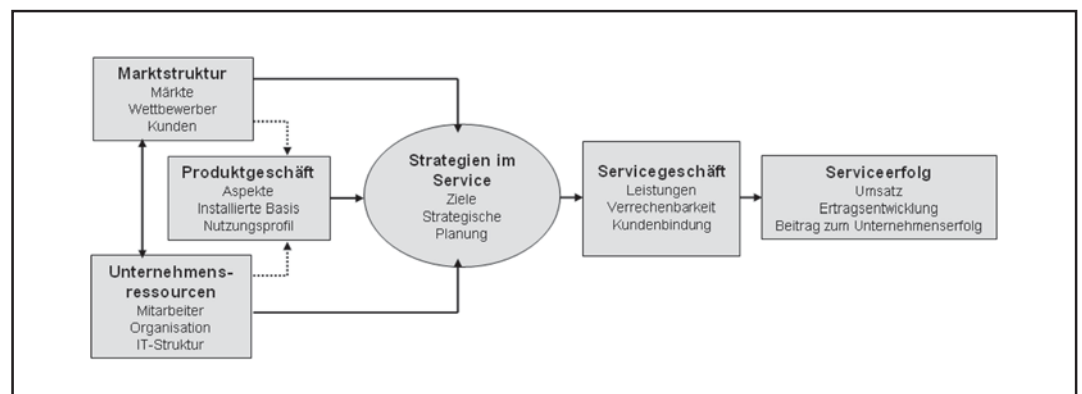 Marktstruktur
Märkte
Wettbewerber
Kunden
Produktgeschäft
Aspekte
Installierte Basis
Nutzungsprofil
Unternehmens-
ressourcen
Mitarbeiter
Organisation
IT-Struktur
Strategien im
Service
Ziele
Strategische
Planung
Servicegeschäft
Leistungen
Verrechenbarkeit
Kundenbindung
Serviceerfolg
Umsatz
Ertragsentwicklung
Beitrag zum Unternehmenserfolg